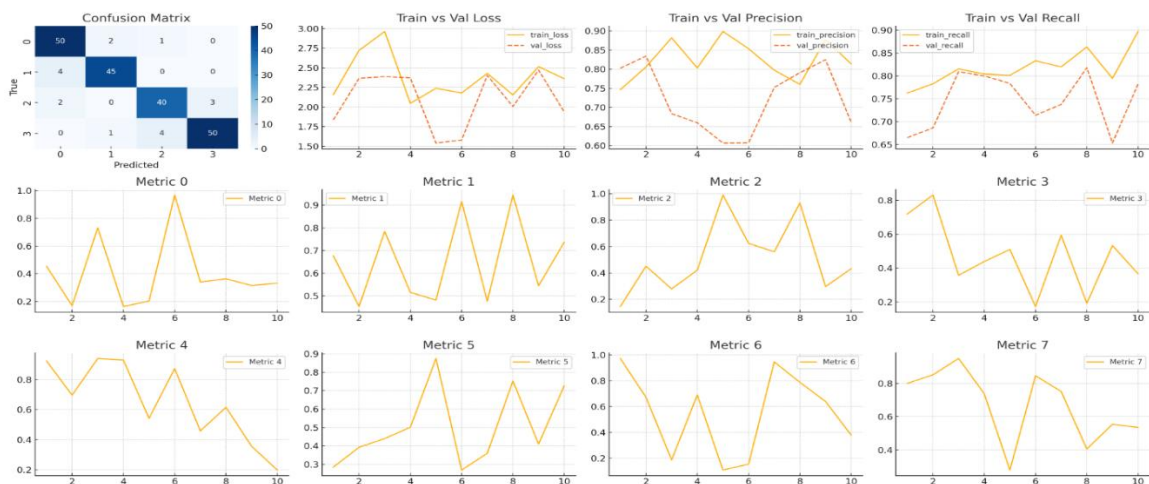 Confusion Matrix
50 2 1 0
4 45 0 0
2 0 40 3
0 1 4 50
0
1
2
3
True
0 1 2 3
Predicted
50
40
30
20
10
0
Train vs Val Loss
train_loss
val_loss
3.00
2.75
2.50
2.25
2.00
1.75
1.50
2 4 6 8 10
Train vs Val Precision
train_precision
val_precision
0.90
0.85
0.80
0.75
0.70
0.65
0.60
2 4 6 8 10
Train vs Val Recall
train_recall
val_recall
0.90
0.85
0.80
0.75
0.70
0.65
2 4 6 8 10
Metric 0
Metric 0
1.0
0.8
0.6
0.4
0.2
2 4 6 8 10
Metric 1
Metric 1
0.9
0.8
0.7
0.6
0.5
2 4 6 8 10
Metric 2
Metric 2
1.0
0.8
0.6
0.4
0.2
2 4 6 8 10
Metric 3
Metric 3
0.8
0.6
0.4
0.2
2 4 6 8 10
Metric 4
Metric 4
1.0
0.8
0.6
0.4
0.2
2 4 6 8 10
Metric 5
Metric 5
0.9
0.8
0.7
0.6
0.5
0.4
0.3
2 4 6 8 10
Metric 6
Metric 6
1.0
0.8
0.6
0.4
0.2
2 4 6 8 10
Metric 7
Metric 7
0.8
0.6
0.4
2 4 6 8 10